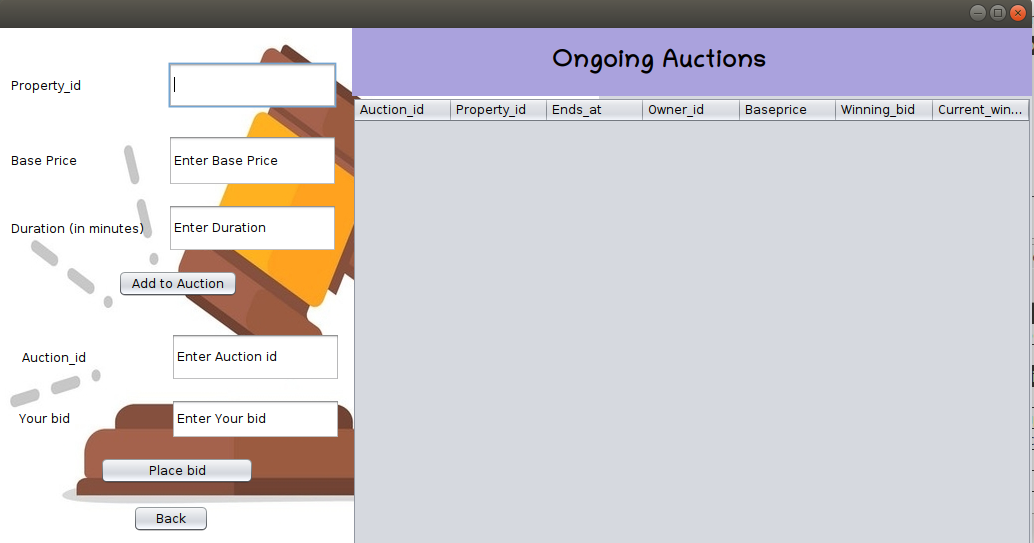 Property_id
Base Price
Enter Base Price
Duration (in minutes)
Enter Duration
Add to Auction
Auction_id
Enter Auction id
Your bid
Enter Your bid
Place bid
Back
Ongoing Auctions
Auction_id Property_id Ends_at Owner_id Baseprice Winning_bid Current_win...